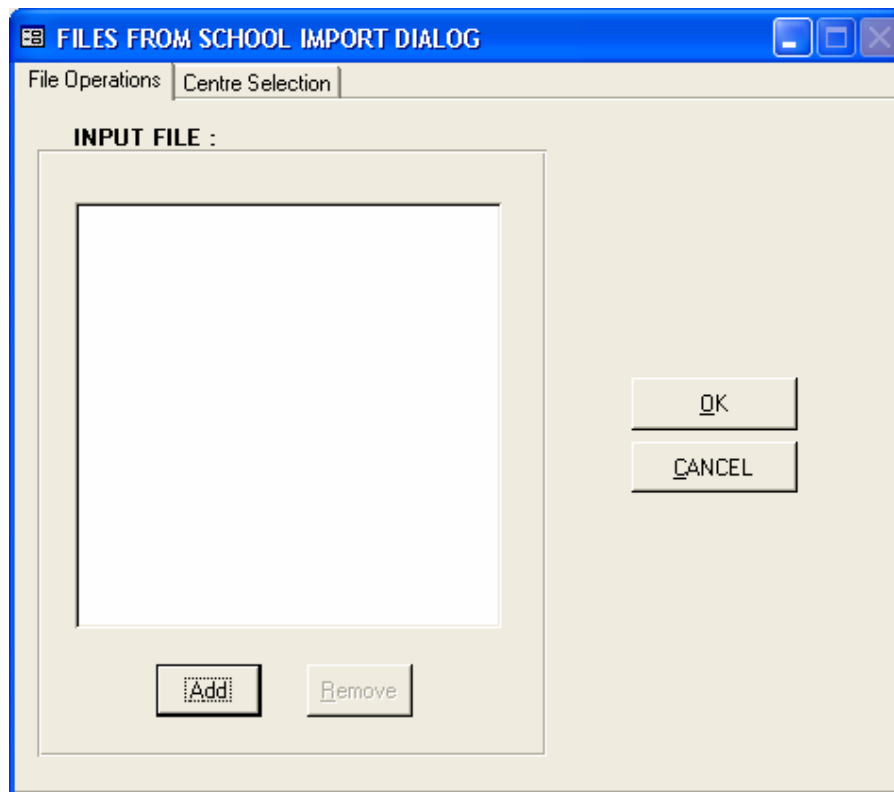 FILES FROM SCHOOL IMPORT DIALOG
File Operations Centre Selection
INPUT FILE :
OK
CANCEL
Add Remove